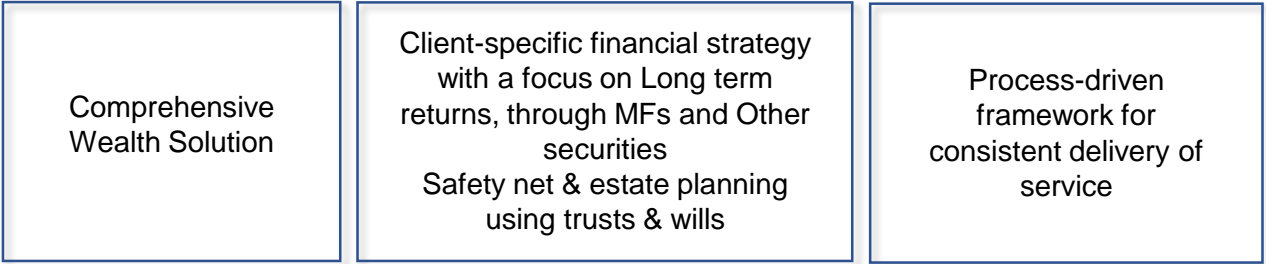 Comprehensive
Wealth Solution
Client-specific financial strategy
with a focus on Long term
returns, through MFs and Other
securities
Safety net & estate planning
using trusts & wills
Process-driven
framework for
consistent delivery of
service